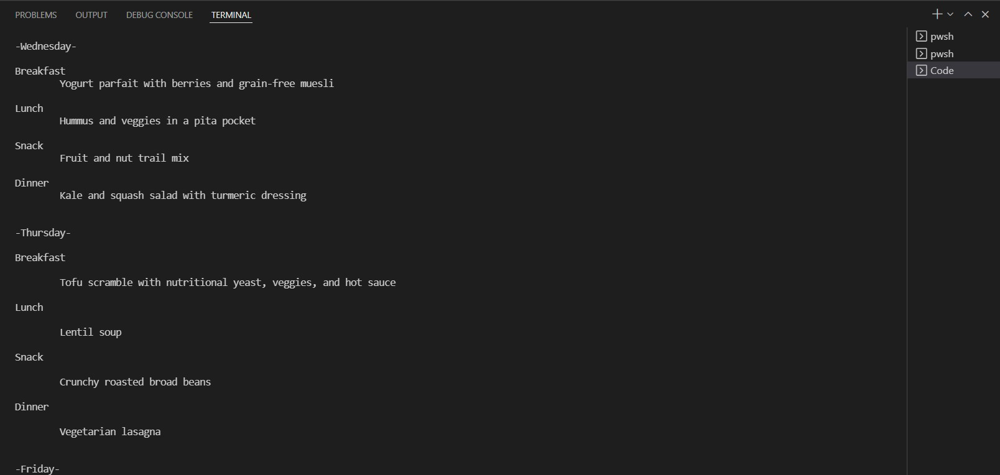 PROBLEMS OUTPUT DEBUG CONSOLE TERMINAL
-Wednesday-
Breakfast
Yogurt parfait with berries and grain-free muesli
Lunch
Hummus and veggies in a pita pocket
Snack
Fruit and nut trail mix
Dinner
Kale and squash salad with turmeric dressing
-Thursday-
Breakfast
Tofu scramble with nutritional yeast, veggies, and hot sauce
Lunch
Lentil soup
Snack
Crunchy roasted broad beans
Dinner
Vegetarian lasagna
-Friday-
pwsh
pwsh
Code